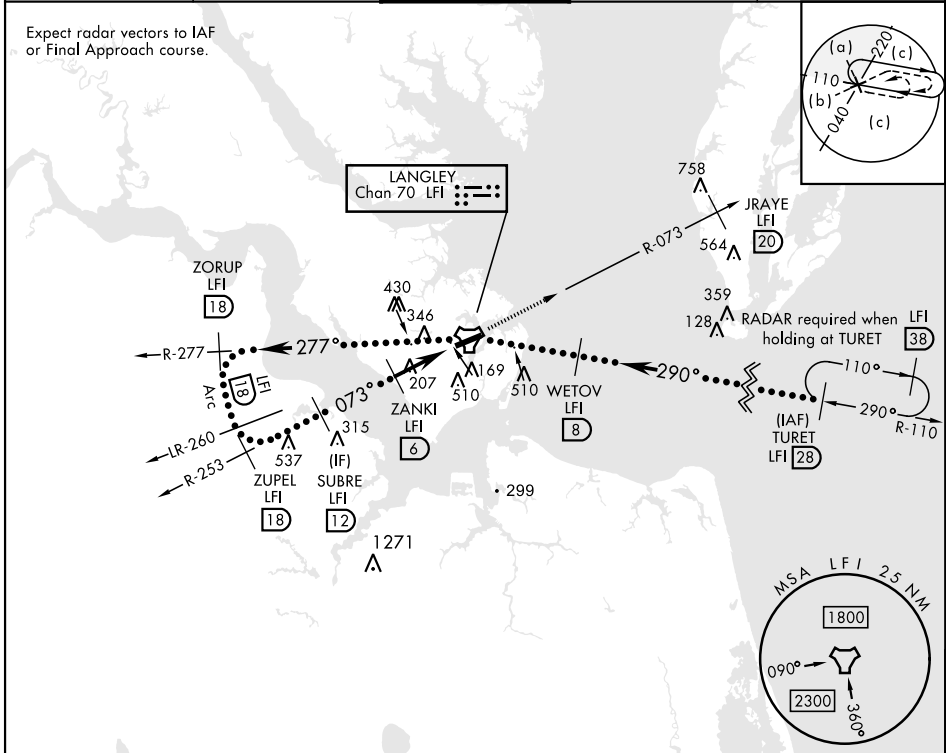 Expect radar vectors to IAF
or Final Approach course.
(a)
220
(c)
110
(b)
040
(c)
LANGLEY
Chan 70 LFI
758
JRAYE
LFI
20
R-073
564
ZORUP
LFI
18
430
346
359
128
RADAR required when
holding at TURET
LFI
38
R-277
277°
Arc
LFI
18
073°
207
169
510
510
WETOV
LFI
8
290°
110°
290°
R-110
(IAF)
TURET
LFI 28
ZANKI
LFI
6
LR-260
R-253
315
537
ZUPEL
LFI
18
(IF)
SUBRE
LFI
12
299
1271
MSA LFI 25 NM
1800
090°
2300
360°